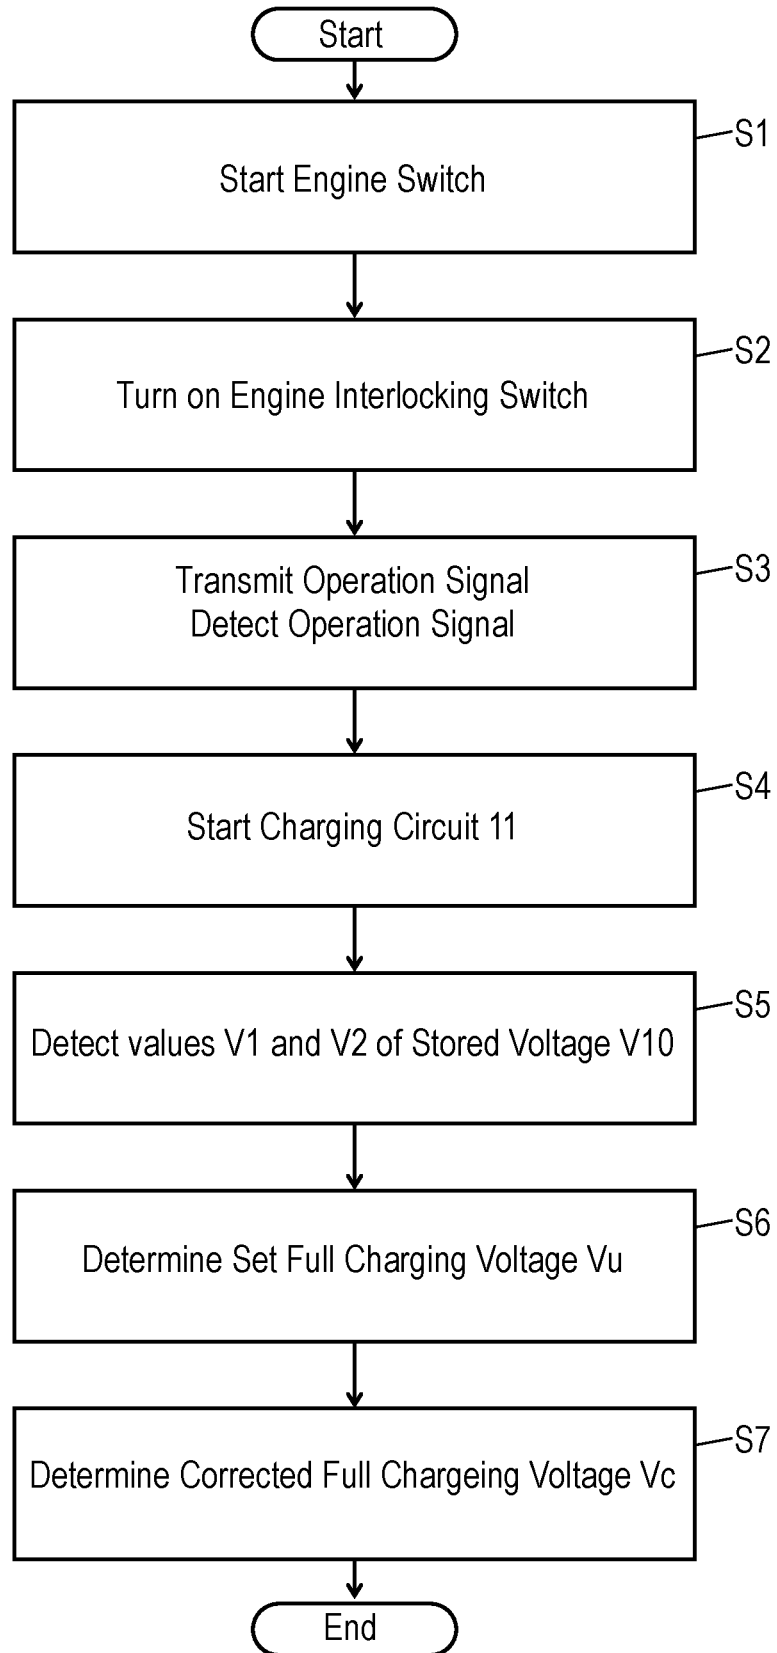 Start
S1
Start Engine Switch
S2
Turn on Engine Interlocking Switch
S3
Transmit Operation Signal
Detect Operation Signal
S4
Start Charging Circuit 11
S5
Detect values V1 and V2 of Stored Voltage V10
S6
Determine Set Full Charging Voltage Vu
S7
Determine Corrected Full Chargeing Voltage Vc
End